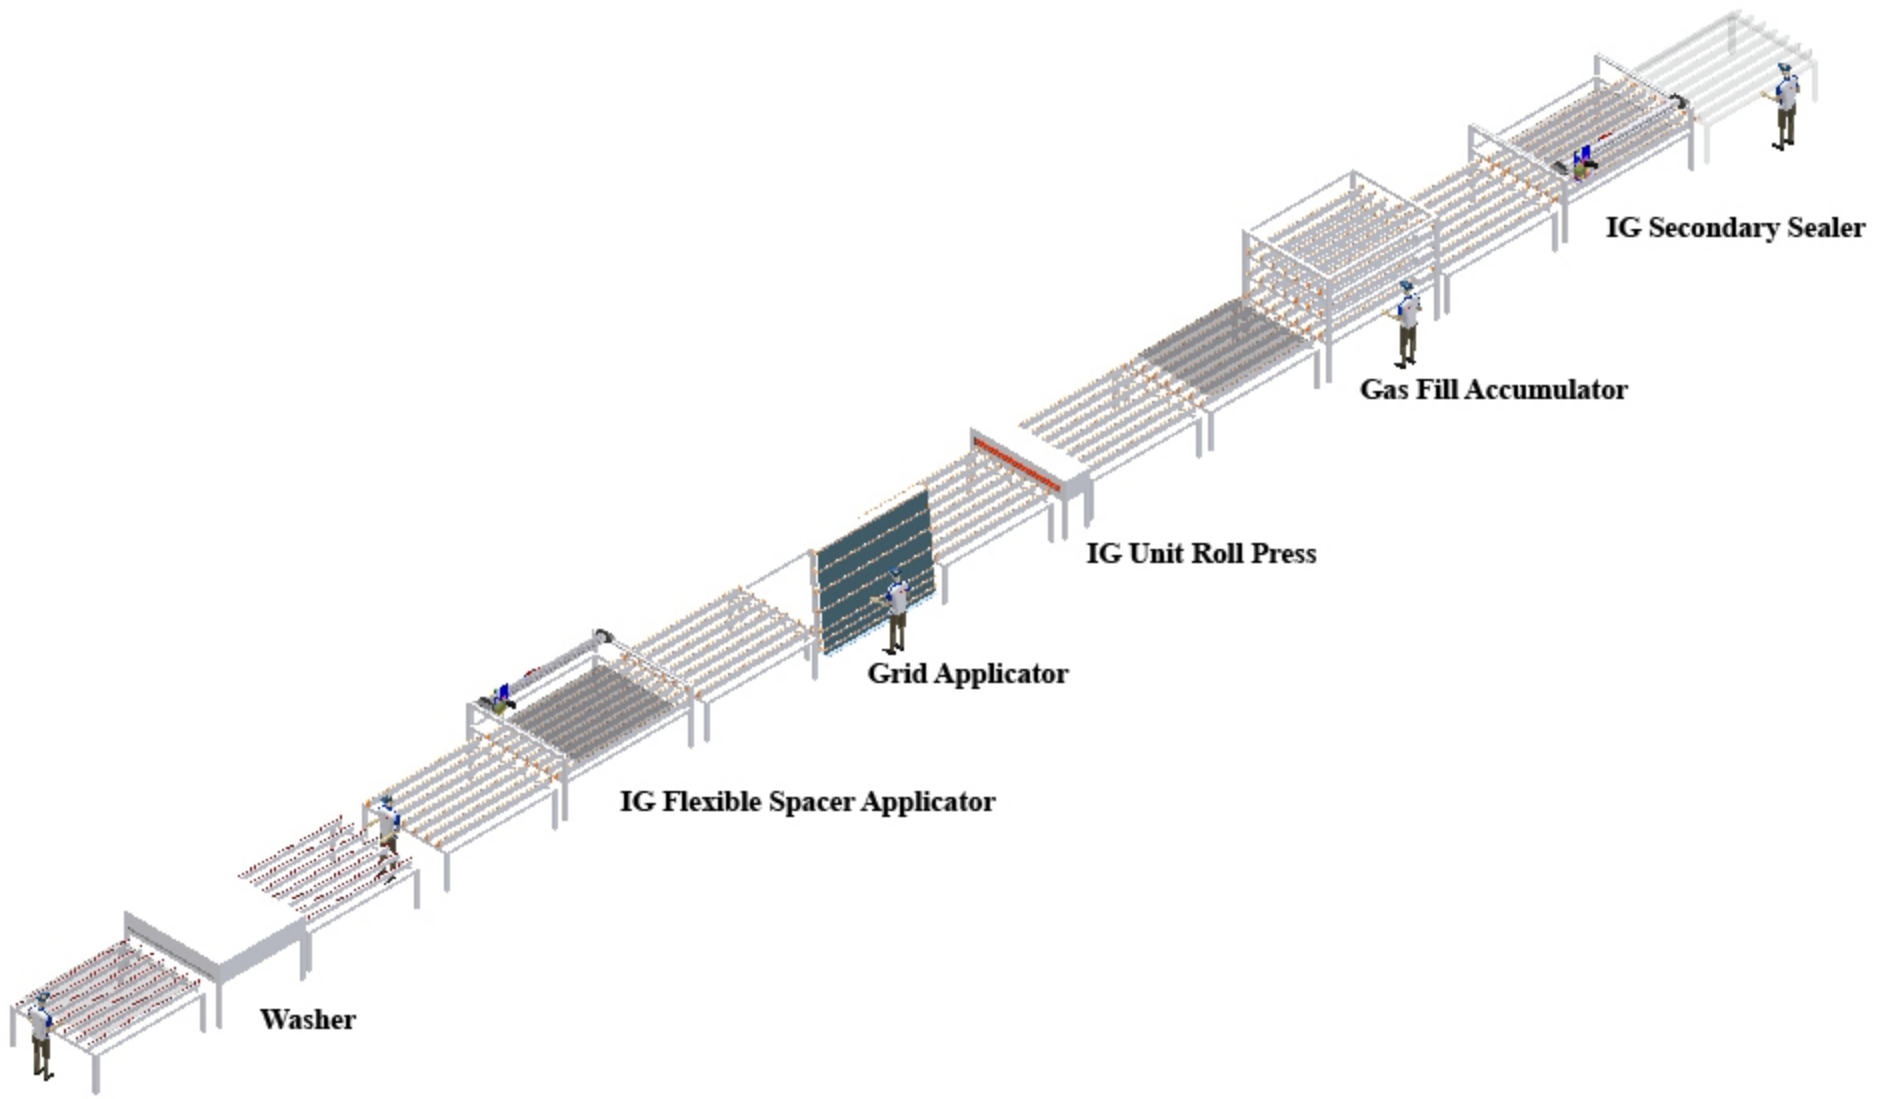 IG Secondary Sealer
Gas Fill Accumulator
IG Unit Roll Press
Grid Applicator
IG Flexible Spacer Applicator
Washer